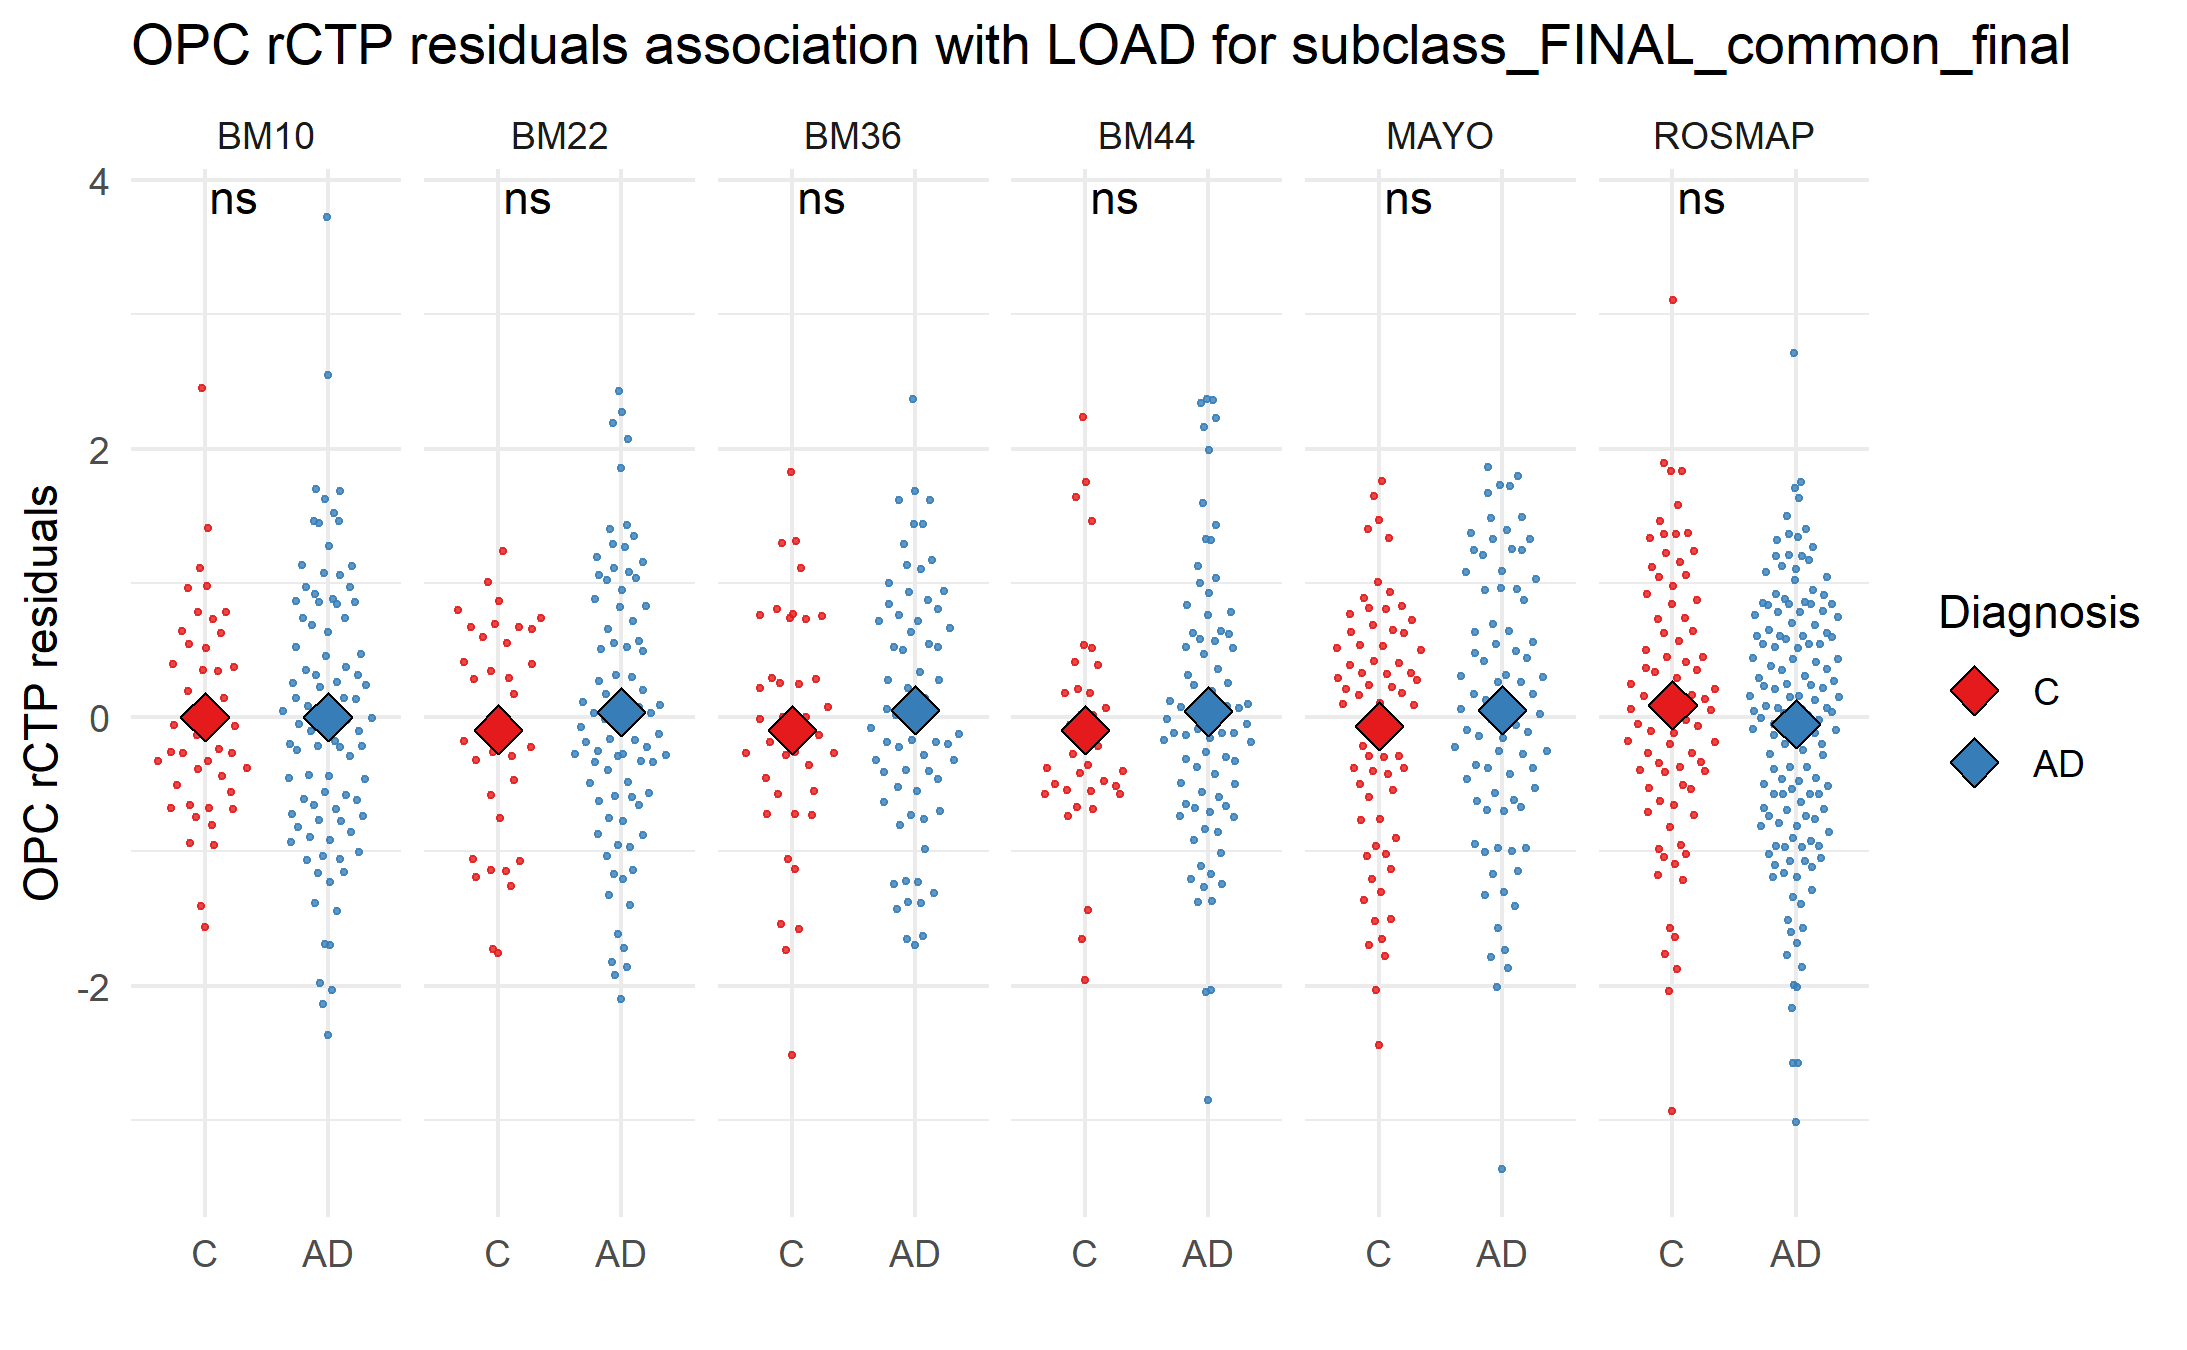 OPC rCTP residuals association with LOAD for subclass_FINAL_common_final
BM10 BM22 BM36 BM44 MAYO ROSMAP
ns ns ns ns ns ns
4
2
0
-2
OPC rCTP residuals
C AD C AD C AD C AD C AD C AD
Diagnosis
C
AD